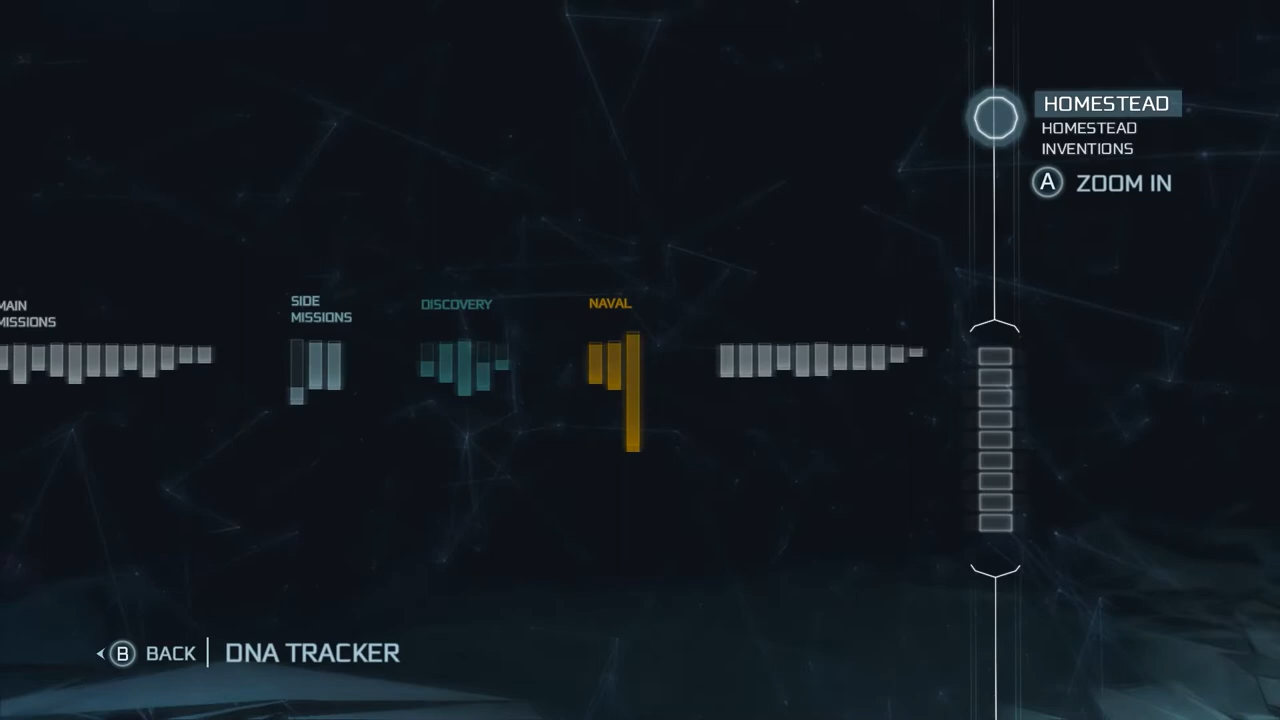 HOMESTEAD
HOMESTEAD
INVENTIONS
A ZOOM IN
MAIN
MISSIONS
SIDE
MISSIONS
DISCOVERY
NAVAL
B BACK
DNA TRACKER